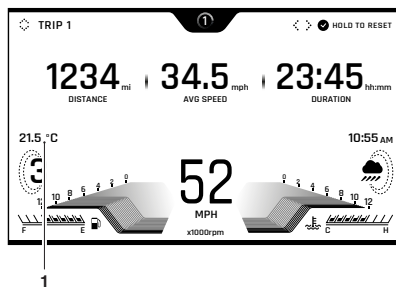 1
TRIP 1
HOLD TO RESET
1234 mi
DISTANCE
34.5 mph
AVG SPEED
23:45 hh:mm
DURATION
21.5 °C
10:55 AM
3
12 10 8 6 4 2 0
52
MPH
x1000rpm
0 2 4 6 8 10 12
F E
C H
1